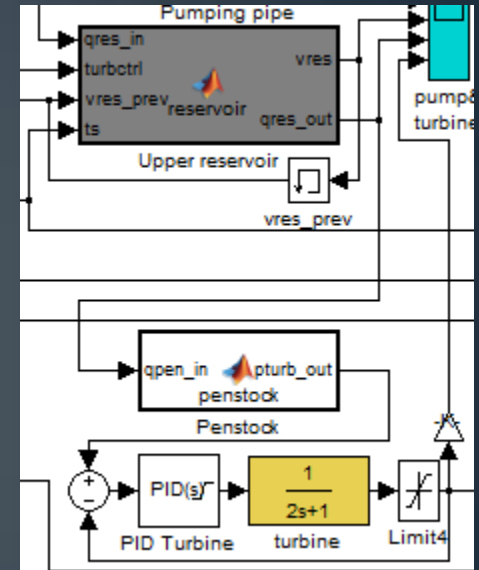 Pumping pipe
qres_in
turbctrl
vres_prev
ts
reservoir
vres
qres_out
Upper reservoir
vres_prev
turbine
qpen_in
pturb_out
penstock
Penstock
+
−
PID(s)
1
2s+1
PID Turbine
turbine
Limit4